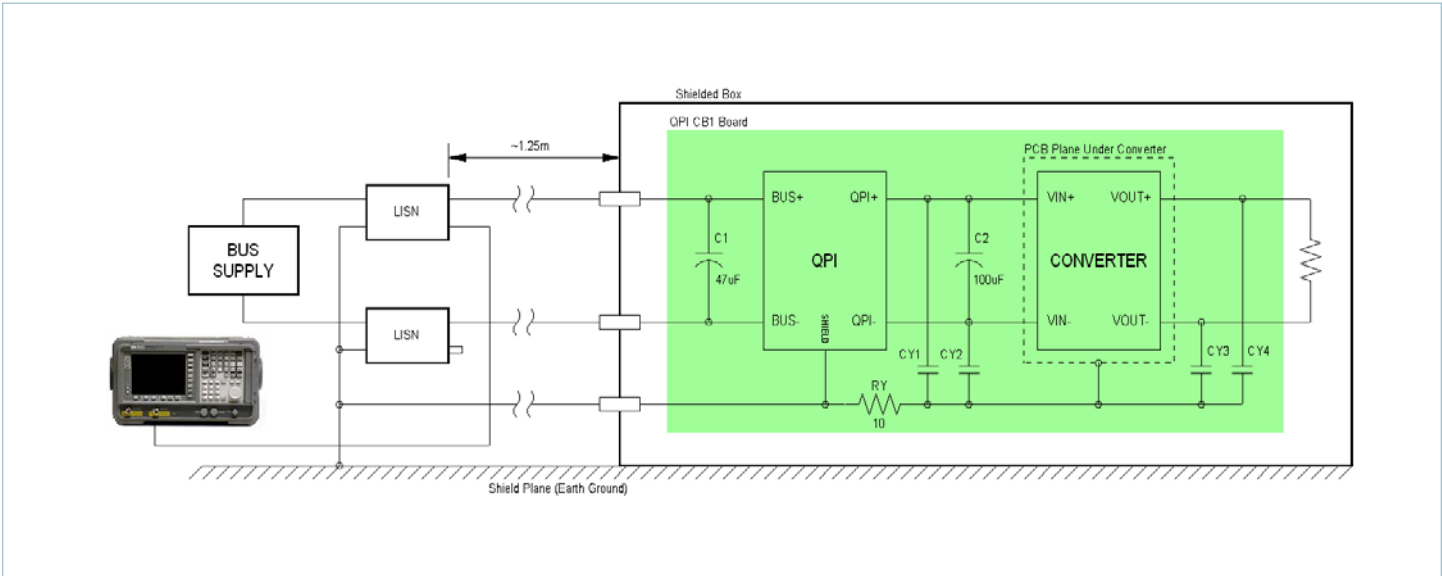 Shielded Box
QPI CB1 Board
~1.25m
PCB Plane Under Converter
LISN
BUS+
QPI+
VIN+
VOUT+
BUS
SUPPLY
C1
47uF
QPI
C2
100uF
CONVERTER
LISN
BUS-
SHIELD
QPI-
VIN-
VOUT-
CY1
CY2
CY3
CY4
RY
10
Shield Plane (Earth Ground)